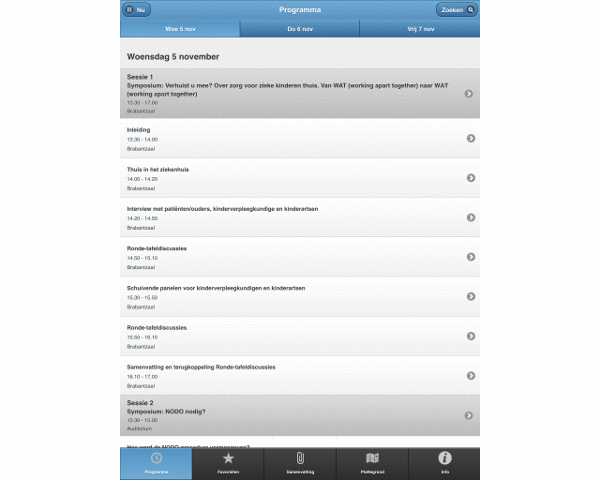 Nu
Programma
Zoeken
Woe 5 nov
Do 6 nov
Vrij 7 nov
Woensdag 5 november
Sessie 1
Symposium: Verhuist u mee? Over zorg voor zieke kinderen thuis. Van WAT (working apart together) naar WAT
(working apart together)
13.30 - 17.00
Brabantzaal
Inleiding
13.30 - 14.00
Brabantzaal
Thuis in het ziekenhuis
14.00 - 14.20
Brabantzaal
Interview met patiënten/ouders, kinderverpleegkundige en kinderartsen
14.20 - 14.50
Brabantzaal
Ronde-tafeldiscussies
14.50 - 15.10
Brabantzaal
Schuivende panelen voor kinderverpleegkundigen en kinderartsen
15.30 - 15.50
Brabantzaal
Ronde-tafeldiscussies
15.50 - 16.10
Brabantzaal
Samenvatting en terugkoppeling Ronde-tafeldiscussies
16.10 - 17.00
Brabantzaal
Sessie 2
Symposium: NODO nodig?
13.30 - 15.00
Auditorium
Programma
Favorieten
Samenvatting
Plattegrond
Info